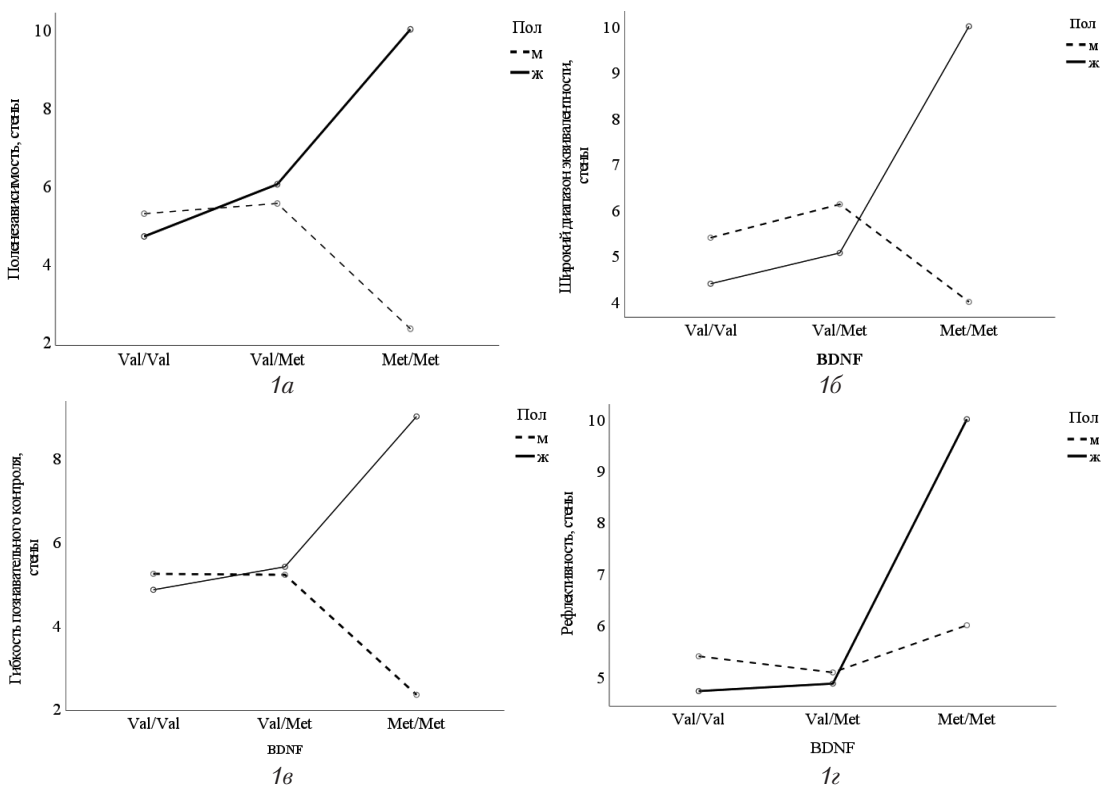 Поленезависимость, стены
10
8
6
4
2
Val/Val
Val/Met
Met/Met
Пол
м
ж
1а
Широкий диапазон эквивалентности,
стены
10
9
8
7
6
5
4
Val/Val
Val/Met
Met/Met
BDNF
Пол
м
ж
1б
Гибкость познавательного контроля,
стены
8
6
4
2
Val/Val
Val/Met
Met/Met
BDNF
Пол
м
ж
1в
Рефлективность, стены
10
9
8
7
6
5
Val/Val
Val/Met
Met/Met
BDNF
Пол
м
ж
1г